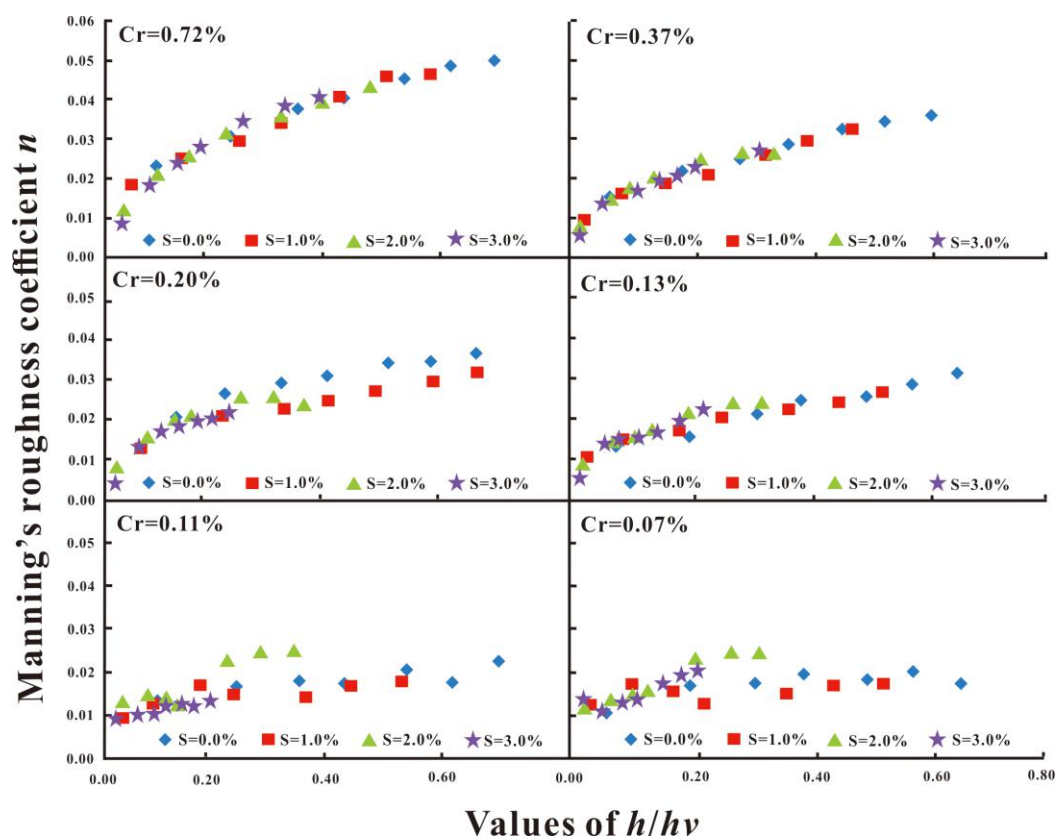 Manning's roughness coefficient n
0.06
0.05
0.04
0.03
0.02
0.01
0.00
Cr=0.72%
S=0.0% S=1.0% S=2.0% S=3.0%
Cr=0.37%
S=0.0% S=1.0% S=2.0% S=3.0%
0.05
0.04
0.03
0.02
0.01
0.00
Cr=0.20%
S=0.0% S=1.0% S=2.0% S=3.0%
Cr=0.13%
S=0.0% S=1.0% S=2.0% S=3.0%
0.05
0.04
0.03
0.02
0.01
0.00
Cr=0.11%
S=0.0% S=1.0% S=2.0% S=3.0%
Cr=0.07%
S=0.0% S=1.0% S=2.0% S=3.0%
0.00 0.20 0.40 0.60 0.00 0.20 0.40 0.60 0.80
Values of h/hv